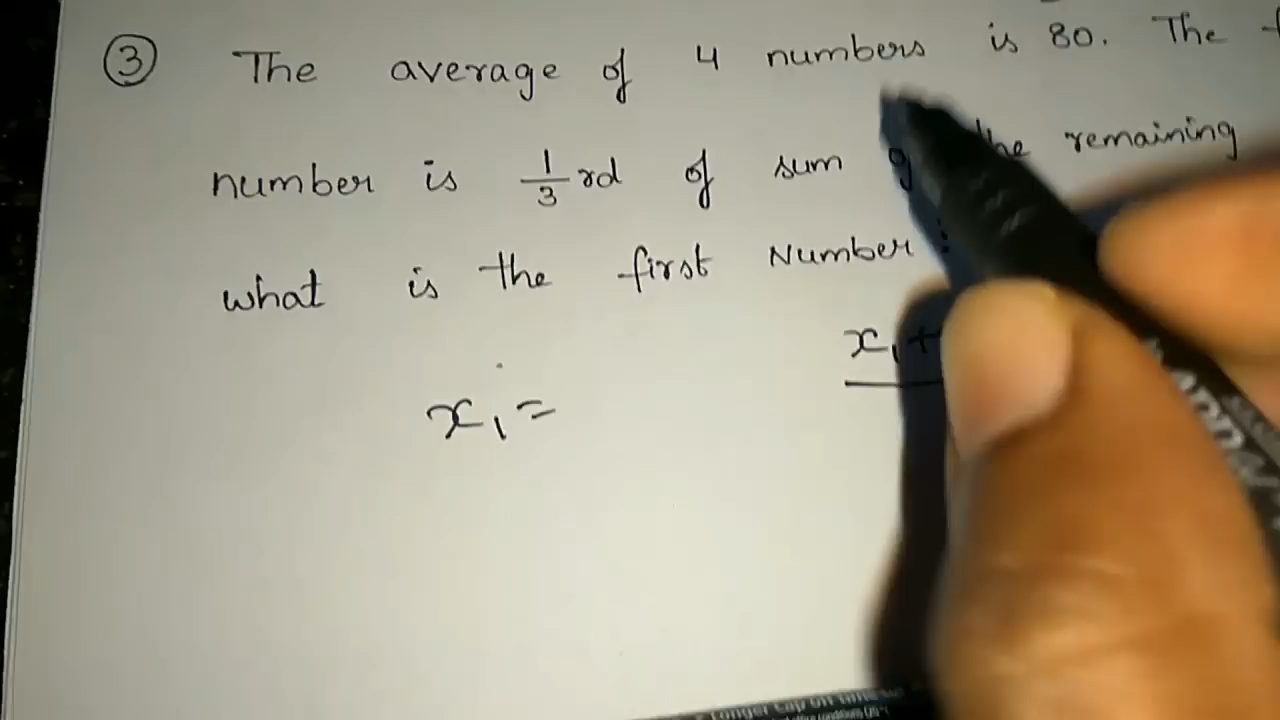 ③ The average of 4 numbers is 80. The
number is 1/3 rd of sum the remaining
what is the first Number
x₁ +
x₁ =